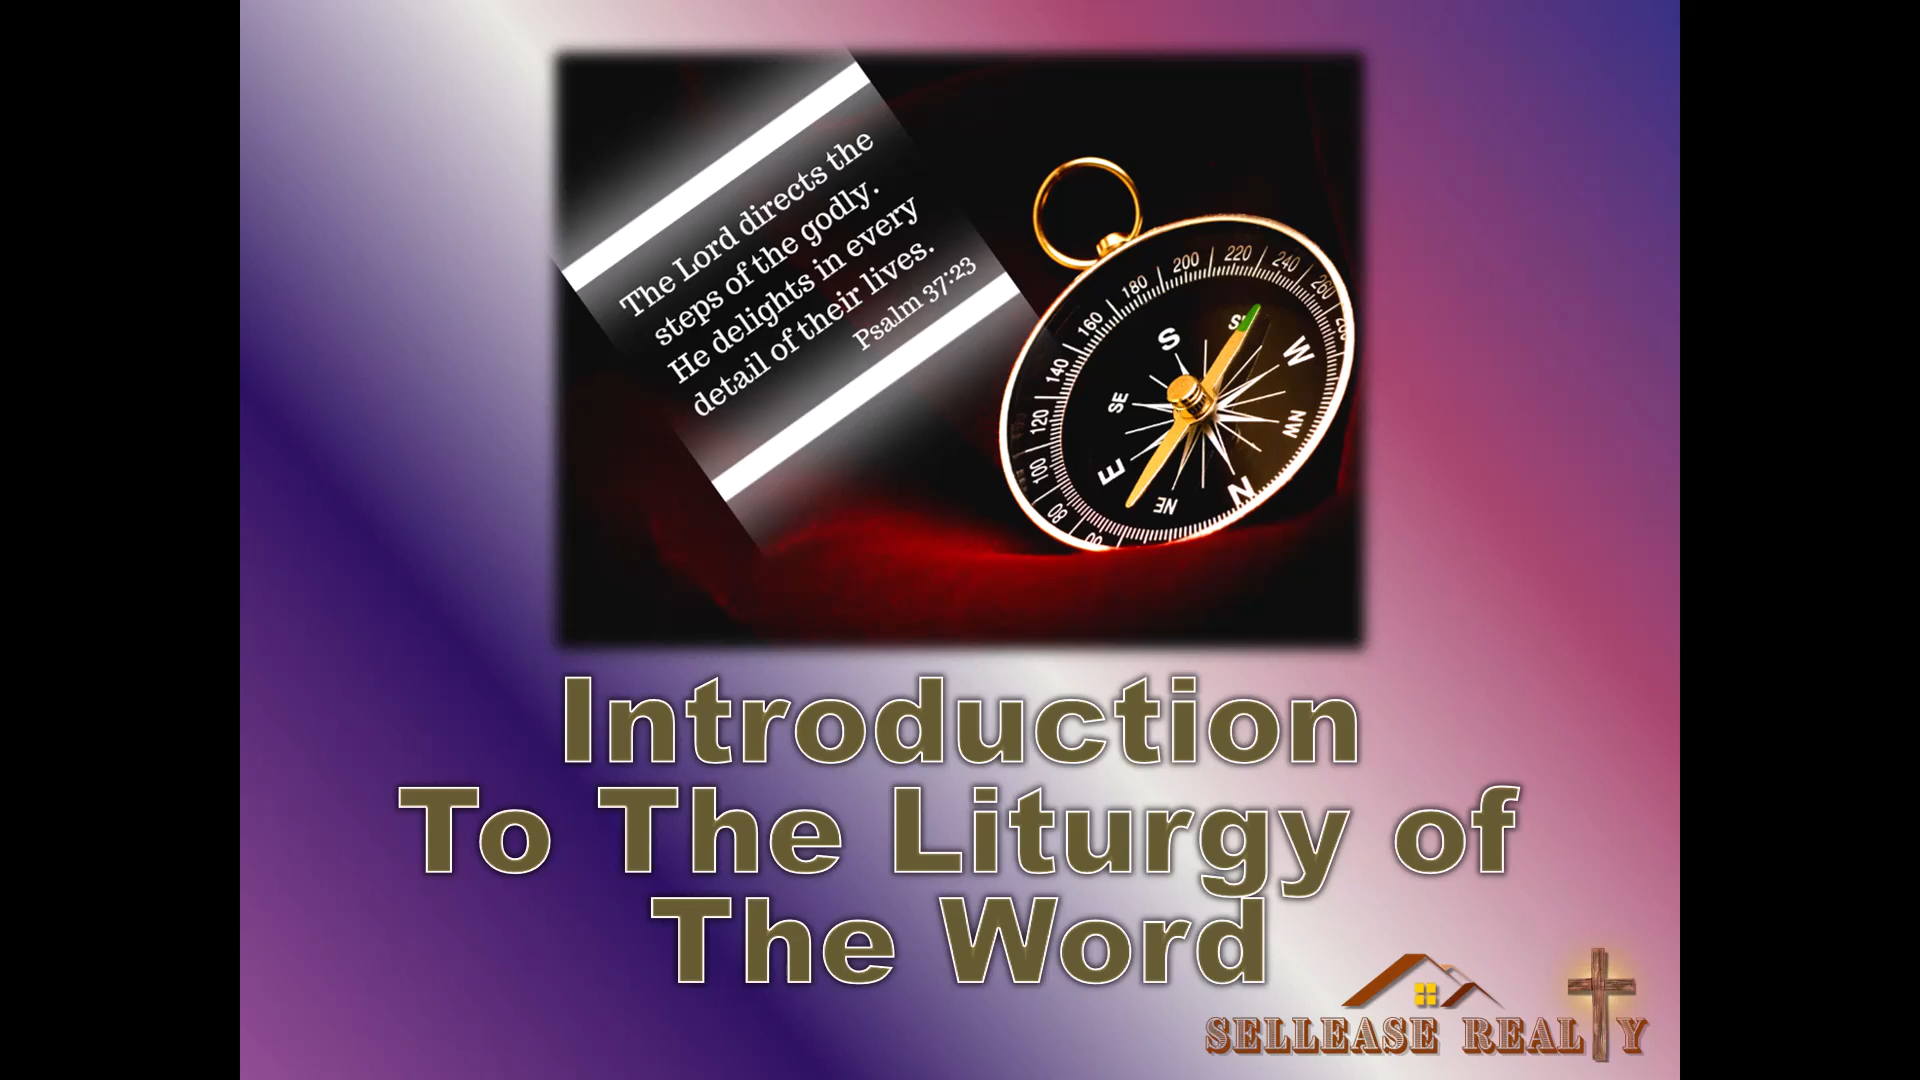 The Lord directs the
steps of the godly.
He delights in every
detail of their lives.
Psalm 37:23
80
100
120
140
160
180
200
220
240
260
S
W
NW
N
NE
E
SE
Introduction
To The Liturgy of
The Word
SELLEASE REALTY